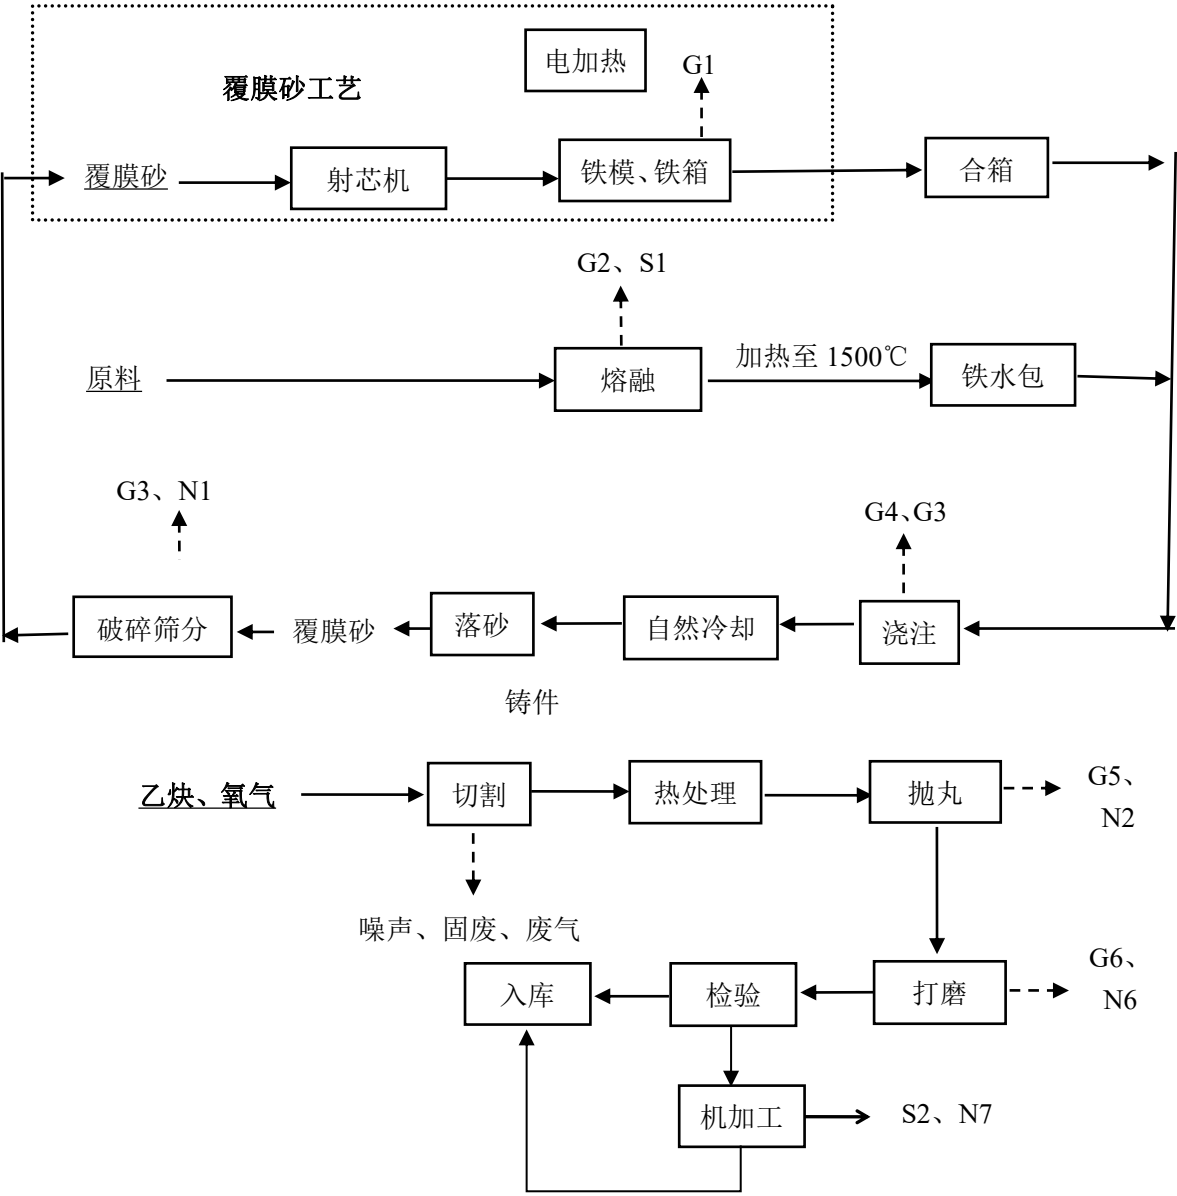 电加热
G1
覆膜砂工艺
覆膜砂
射芯机
铁模、铁箱
合箱
G2、S1
原料
熔融
加热至 1500℃
铁水包
G3、N1
G4、G3
破碎筛分
覆膜砂
落砂
自然冷却
浇注
铸件
乙炔、氧气
切割
热处理
抛丸
G5、
N2
噪声、固废、废气
入库
检验
打磨
G6、
N6
机加工
S2、N7